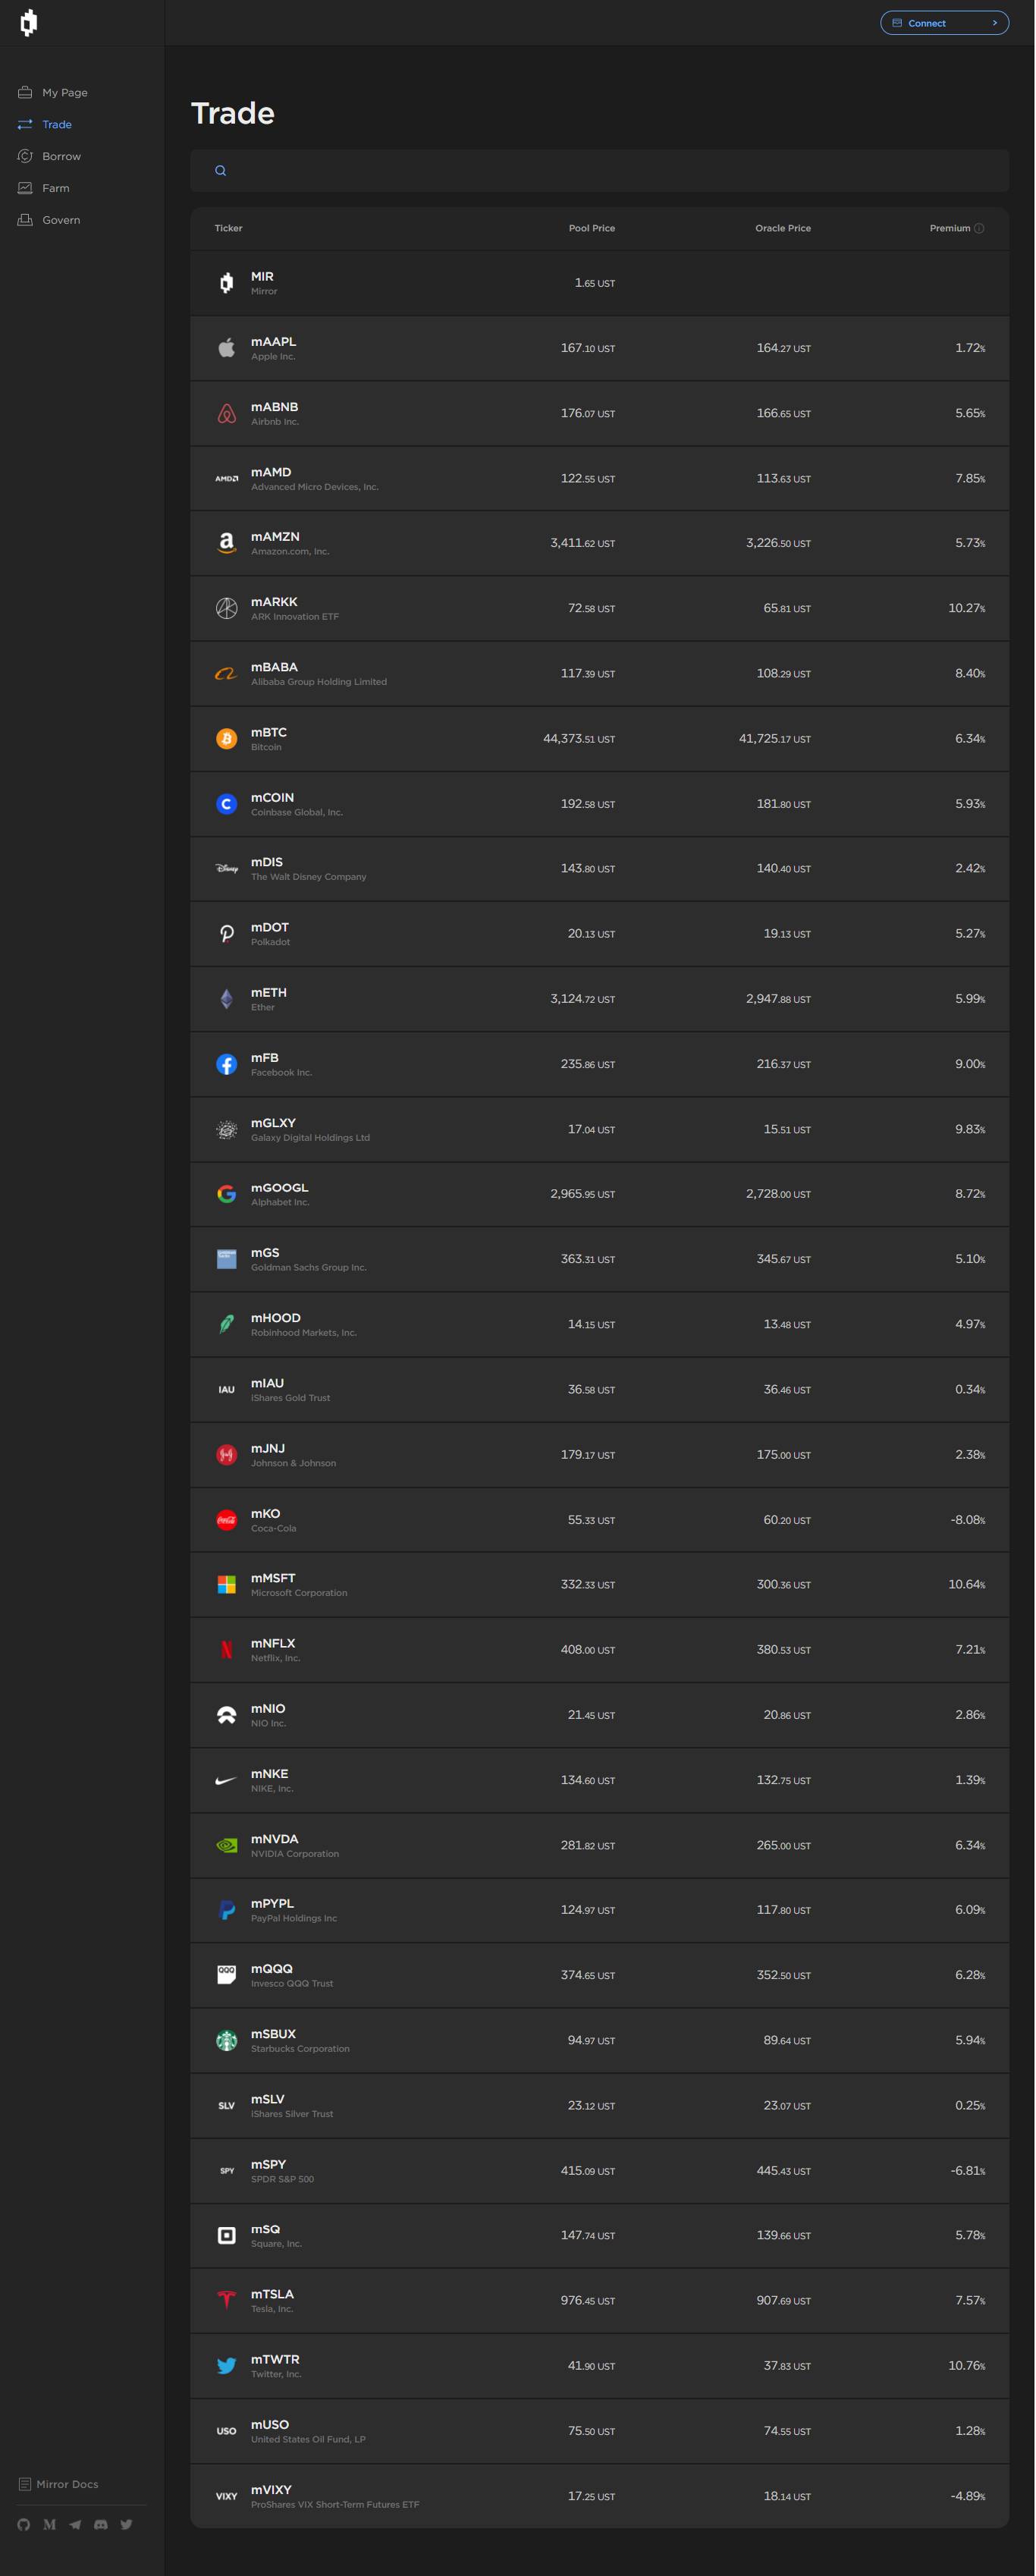 Connect
My Page
Trade
Borrow
Farm
Govern
Trade
Ticker Pool Price Oracle Price Premium
MIR 1.65 UST
Mirror
mAAPL 167.10 UST 164.27 UST 1.72%
Apple Inc.
mABNB 176.07 UST 166.65 UST 5.65%
Airbnb Inc.
AMD mAMD 122.55 UST 113.63 UST 7.85%
Advanced Micro Devices, Inc.
mAMZN 3,411.62 UST 3,226.50 UST 5.73%
Amazon.com, Inc.
mARKK 72.58 UST 65.81 UST 10.27%
ARK Innovation ETF
mBABA 117.39 UST 108.29 UST 8.40%
Alibaba Group Holding Limited
mBTC 44,373.51 UST 41,725.17 UST 6.34%
Bitcoin
mCOIN 192.58 UST 181.80 UST 5.93%
Coinbase Global, Inc.
Disney mDIS 143.80 UST 140.40 UST 2.42%
The Walt Disney Company
mDOT 20.13 UST 19.13 UST 5.27%
Polkadot
mETH 3,124.72 UST 2,947.88 UST 5.99%
Ether
mFB 235.86 UST 216.37 UST 9.00%
Facebook Inc.
mGLXY 17.04 UST 15.51 UST 9.83%
Galaxy Digital Holdings Ltd
mGOOGL 2,965.95 UST 2,728.00 UST 8.72%
Alphabet Inc.
mGS 363.31 UST 345.67 UST 5.10%
Goldman Sachs Group Inc.
mHOOD 14.15 UST 13.48 UST 4.97%
Robinhood Markets, Inc.
IAU mIAU 36.58 UST 36.46 UST 0.34%
iShares Gold Trust
mJNJ 179.17 UST 175.00 UST 2.38%
Johnson & Johnson
mKO 55.33 UST 60.20 UST -8.08%
Coca-Cola
mMSFT 332.33 UST 300.36 UST 10.64%
Microsoft Corporation
mNFLX 408.00 UST 380.53 UST 7.21%
Netflix, Inc.
mNIO 21.45 UST 20.86 UST 2.86%
NIO Inc.
mNKE 134.60 UST 132.75 UST 1.39%
NIKE, Inc.
mNVDA 281.82 UST 265.00 UST 6.34%
NVIDIA Corporation
mPYPL 124.97 UST 117.80 UST 6.09%
PayPal Holdings Inc
QQQ mQQQ 374.65 UST 352.50 UST 6.28%
Invesco QQQ Trust
mSBUX 94.97 UST 89.64 UST 5.94%
Starbucks Corporation
SLV mSLV 23.12 UST 23.07 UST 0.25%
iShares Silver Trust
SPY mSPY 415.09 UST 445.43 UST -6.81%
SPDR S&P 500
mSQ 147.74 UST 139.66 UST 5.78%
Square, Inc.
mTSLA 976.45 UST 907.69 UST 7.57%
Tesla, Inc.
mTWTR 41.90 UST 37.83 UST 10.76%
Twitter, Inc.
USO mUSO 75.50 UST 74.55 UST 1.28%
United States Oil Fund, LP
VIXY mVIXY 17.25 UST 18.14 UST -4.89%
ProShares VIX Short-Term Futures ETF
Mirror Docs